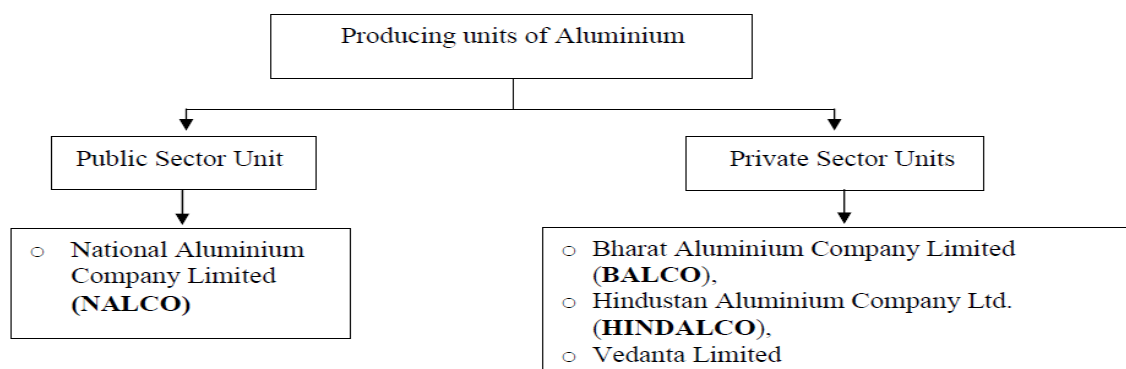 Producing units of Aluminium
Public Sector Unit
Private Sector Units
○ National Aluminium
Company Limited
(NALCO)
○ Bharat Aluminium Company Limited
(BALCO),
○ Hindustan Aluminium Company Ltd.
(HINDALCO),
○ Vedanta Limited